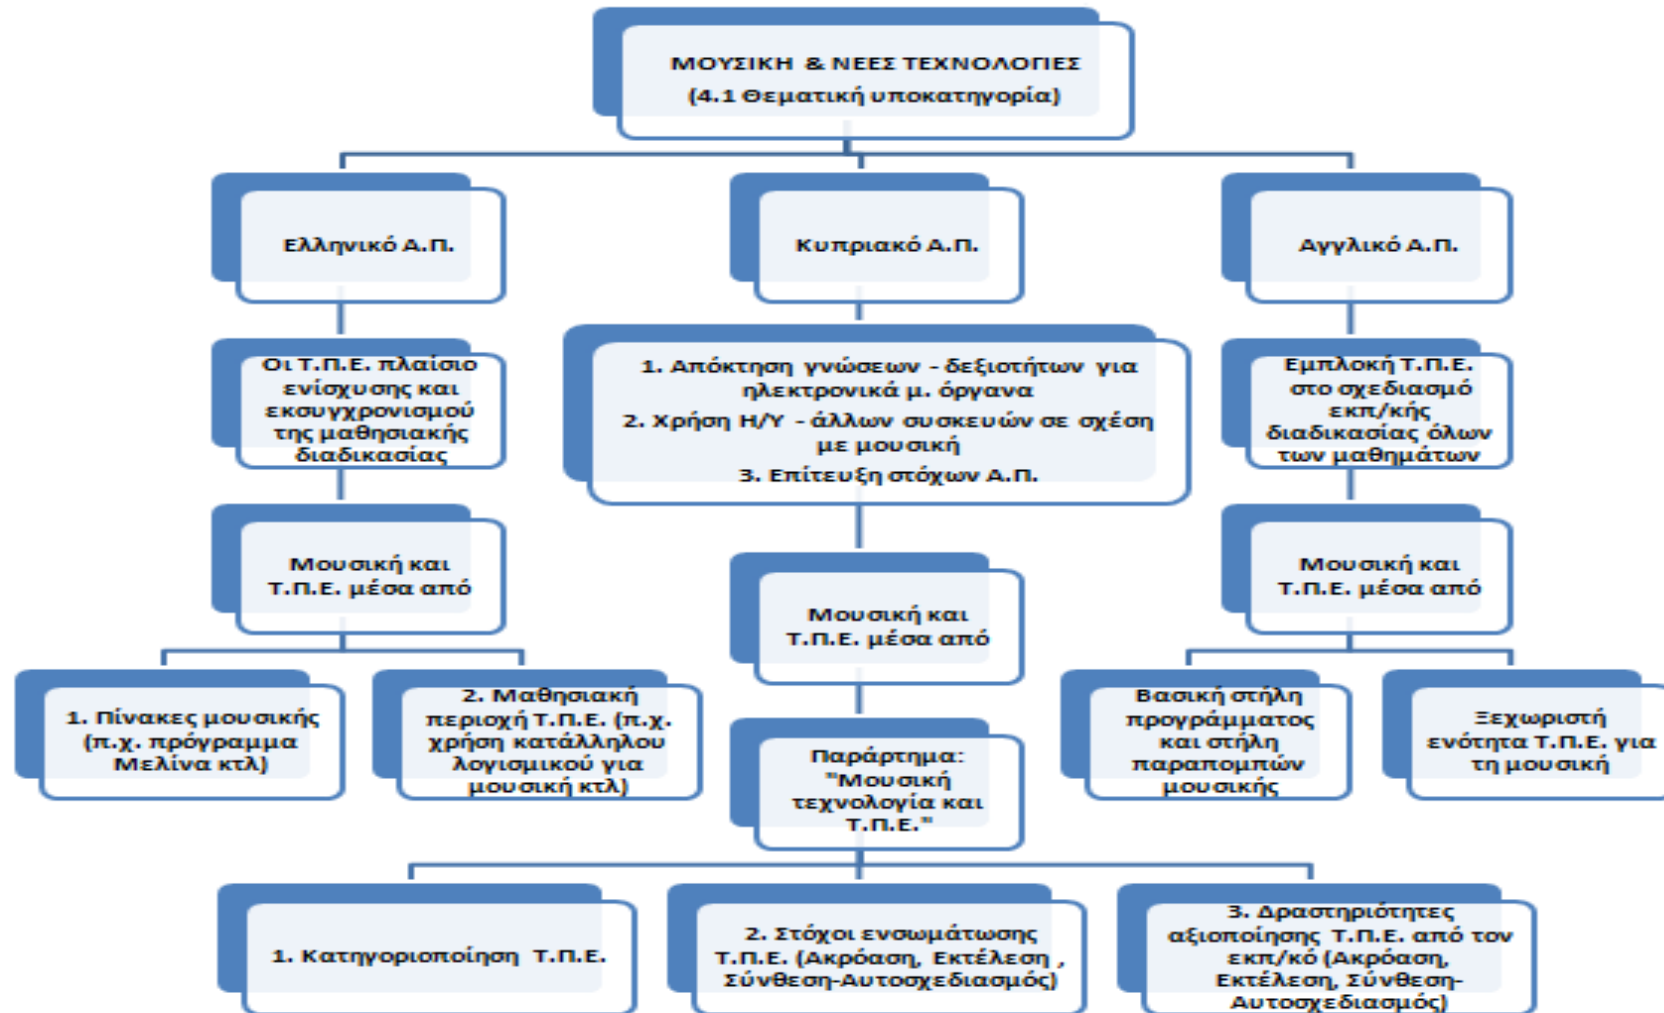 ΜΟΥΣΙΚΗ & ΝΕΕΣ ΤΕΧΝΟΛΟΓΙΕΣ
(4.1 Θεματική υποκατηγορία)
Ελληνικό Α.Π.
Κυπριακό Α.Π.
Αγγλικό Α.Π.
Οι Τ.Π.Ε. πλαίσιο
ενίσχυσης και
εκσυγχρονισμού
της μαθησιακής
διαδικασίας
1. Απόκτηση γνώσεων - δεξιοτήτων για
ηλεκτρονικά μ. όργανα
2. Χρήση Η/Υ - άλλων συσκευών σε σχέση
με μουσική
3. Επίτευξη στόχων Α.Π.
Εμπλοκή Τ.Π.Ε.
στο σχεδιασμό
εκπ/κής
διαδικασίας όλων
των μαθημάτων
Μουσική και
Τ.Π.Ε. μέσα από
Μουσική και
Τ.Π.Ε. μέσα από
Μουσική και
Τ.Π.Ε. μέσα από
1. Πίνακες μουσικής
(π.χ. πρόγραμμα
Μελίνα κτλ)
2. Μαθησιακή
περιοχή Τ.Π.Ε. (π.χ.
χρήση κατάλληλου
λογισμικού για
μουσική κτλ)
Παράρτημα:
"Μουσική
τεχνολογία και
Τ.Π.Ε."
Βασική στήλη
προγράμματος
και στήλη
παραπομπών
μουσικής
Ξεχωριστή
ενότητα Τ.Π.Ε. για
τη μουσική
1. Κατηγοριοποίηση Τ.Π.Ε.
2. Στόχοι ενσωμάτωσης
Τ.Π.Ε. (Ακρόαση, Εκτέλεση ,
Σύνθεση-Αυτοσχεδιασμός)
3. Δραστηριότητες
αξιοποίησης Τ.Π.Ε. από τον
εκπ/κό (Ακρόαση,
Εκτέλεση, Σύνθεση-
Αυτοσχεδιασμός)